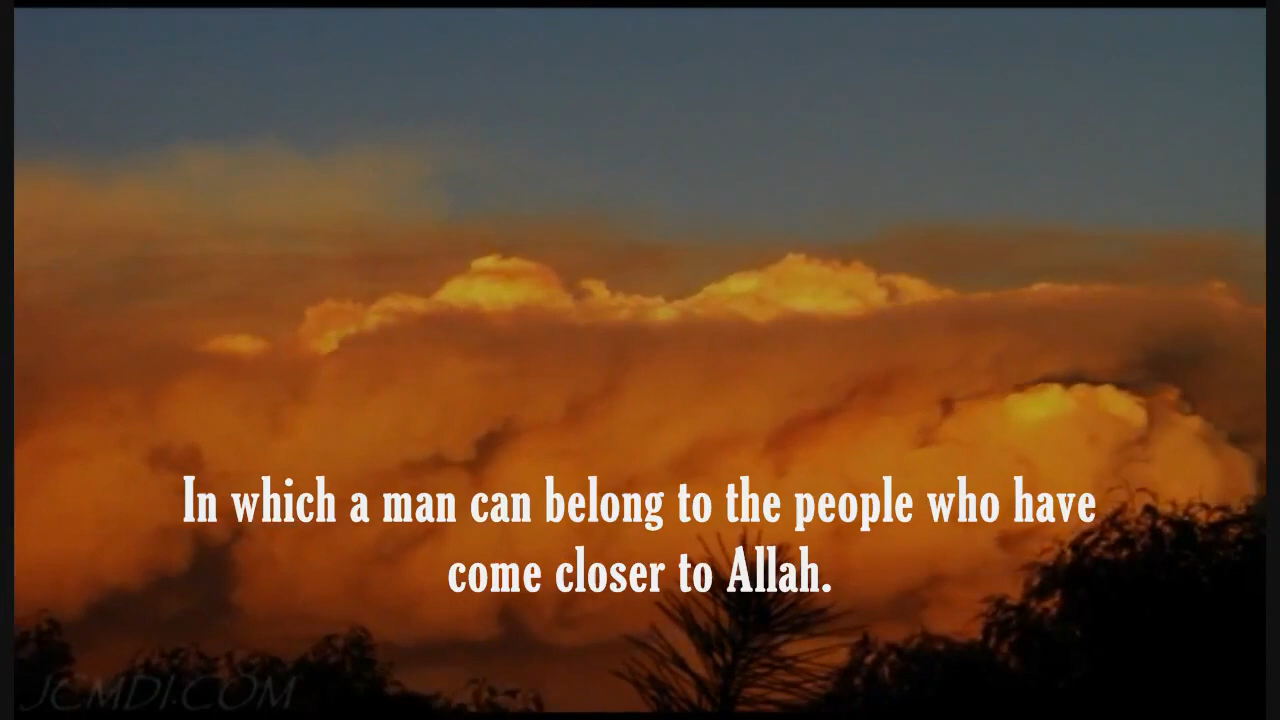 In which a man can belong to the people who have
come closer to Allah.
JCMDI.COM